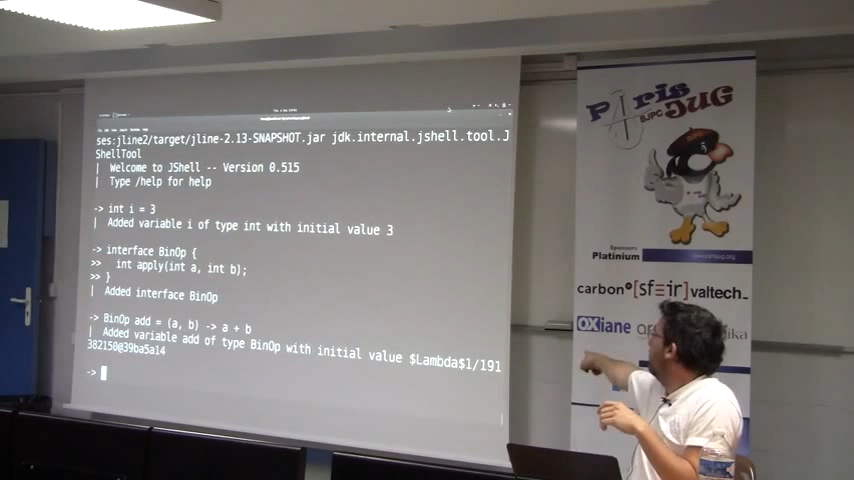 ses:jline2/target/jline-2.13-SNAPSHOT.jar jdk.internal.jshell.tool.J
ShellTool
| Welcome to JShell -- Version 0.515
| Type /help for help
-> int i = 3
| Added variable i of type int with initial value 3
-> interface BinOp {
>> int apply(int a, int b);
>> }
| Added interface BinOp
-> BinOp add = (a, b) -> a + b
| Added variable add of type BinOp with initial value $Lambda$1/191
382150@39ba5a14
->
Paris
JUG
Sponsors
Platinium
carbon [sfeir] valtech_
OXiane